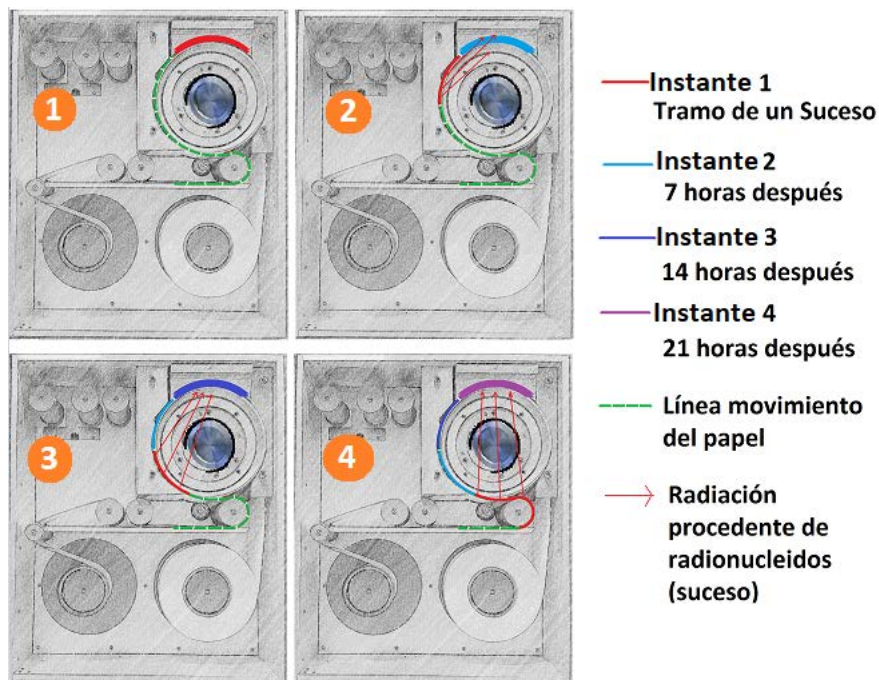 1
2
3
4
Instante 1
Tramo de un Suceso
Instante 2
7 horas después
Instante 3
14 horas después
Instante 4
21 horas después
Línea movimiento
del papel
Radiación
procedente de
radionucleidos
(suceso)